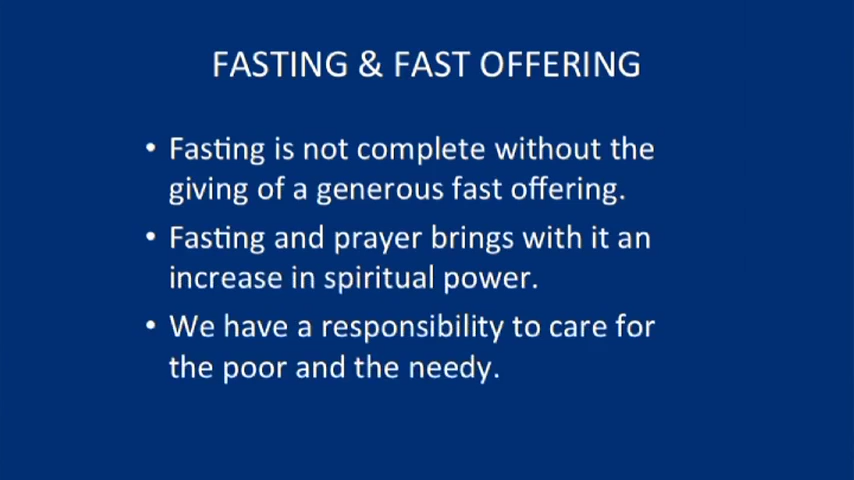 FASTING & FAST OFFERING
• Fasting is not complete without the
giving of a generous fast offering.
• Fasting and prayer brings with it an
increase in spiritual power.
• We have a responsibility to care for
the poor and the needy.